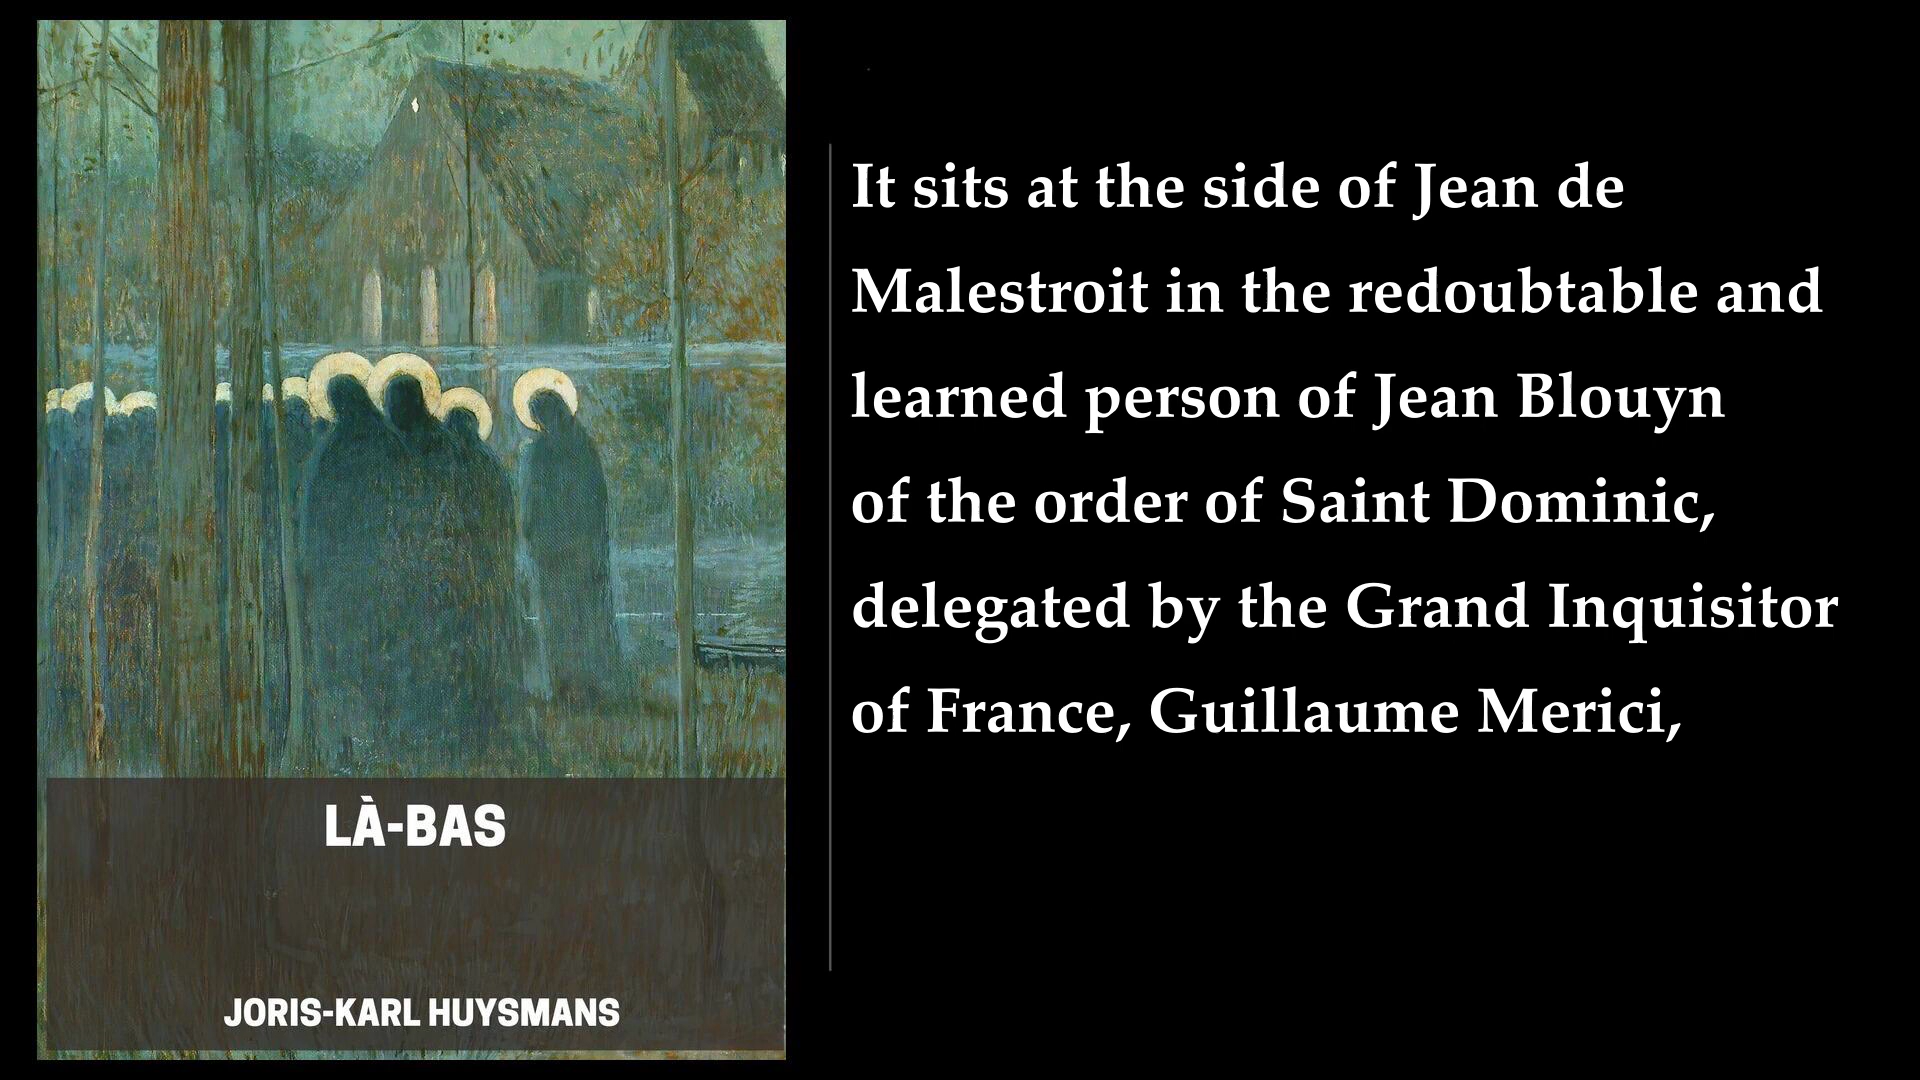 LÀ-BAS
JORIS-KARL HUYSMANS
It sits at the side of Jean de
Malestroit in the redoubtable and
learned person of Jean Blouyn
of the order of Saint Dominic,
delegated by the Grand Inquisitor
of France, Guillaume Merici,